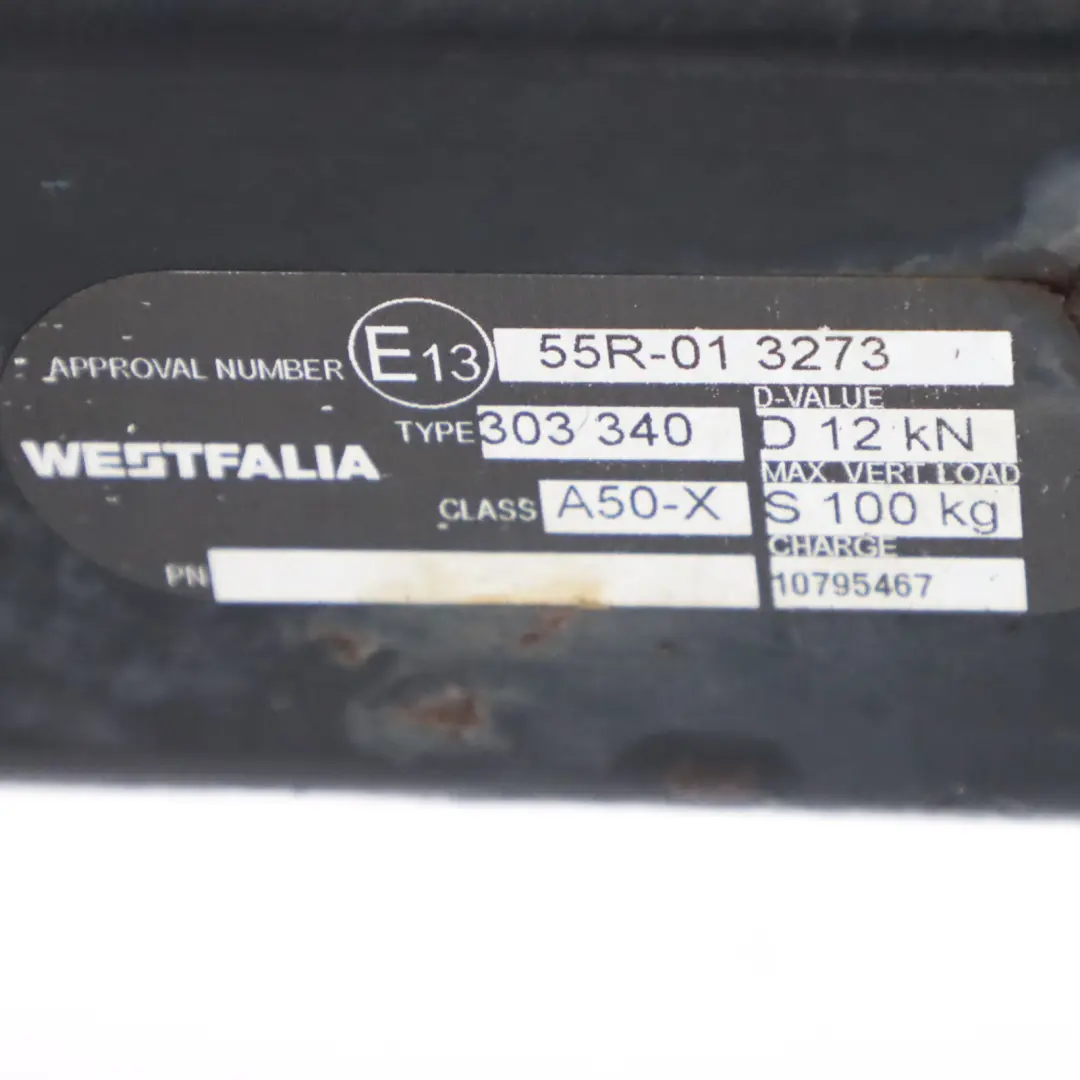 APPROVAL NUMBER E13 55R-01 3273
D-VALUE
TYPE 303 340 D 12 kN
WESTFALIA
MAX. VERT. LOAD
CLASS A50-X S 100 kg
CHARGE
PN 10795467